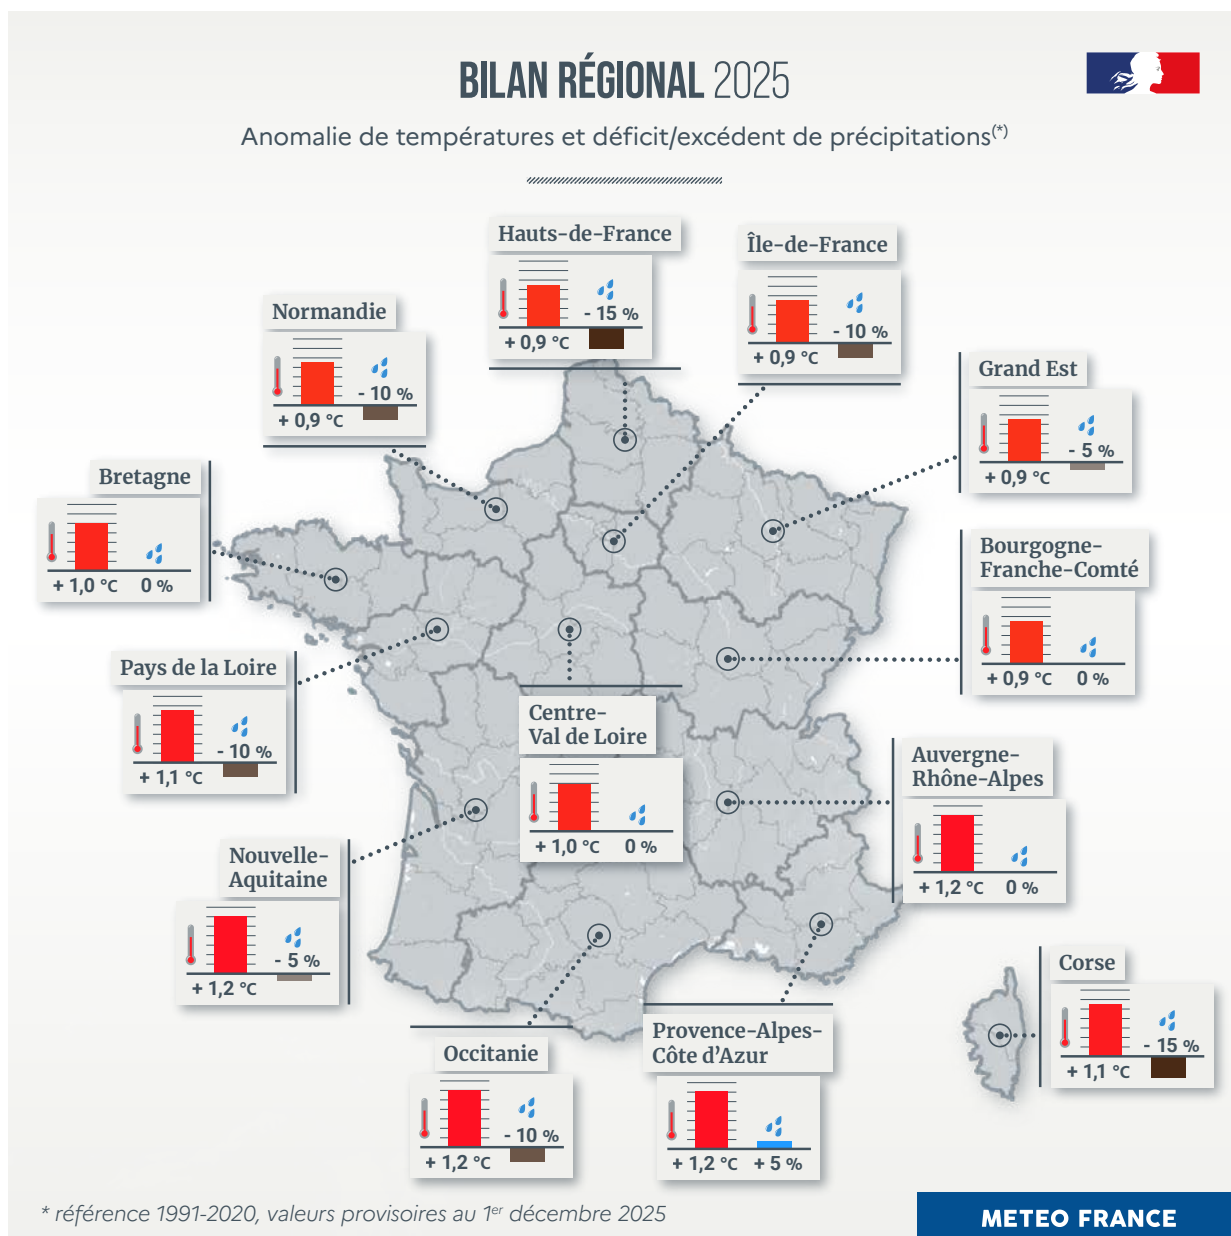 BILAN RÉGIONAL 2025
Anomalie de températures et déficit/excédent de précipitations(*)
Hauts-de-France
- 15 %
+ 0,9 °C
Île-de-France
- 10 %
+ 0,9 °C
Normandie
- 10 %
+ 0,9 °C
Grand Est
- 5 %
+ 0,9 °C
Bretagne
+ 1,0 °C 0 %
Bourgogne-
Franche-Comté
+ 0,9 °C 0 %
Pays de la Loire
- 10 %
+ 1,1 °C
Centre-
Val de Loire
+ 1,0 °C 0 %
Auvergne-
Rhône-Alpes
+ 1,2 °C 0 %
Nouvelle-
Aquitaine
- 5 %
+ 1,2 °C
Occitanie
- 10 %
+ 1,2 °C
Provence-Alpes-
Côte d'Azur
+ 1,2 °C + 5 %
Corse
- 15 %
+ 1,1 °C
* référence 1991-2020, valeurs provisoires au 1er décembre 2025
METEO FRANCE